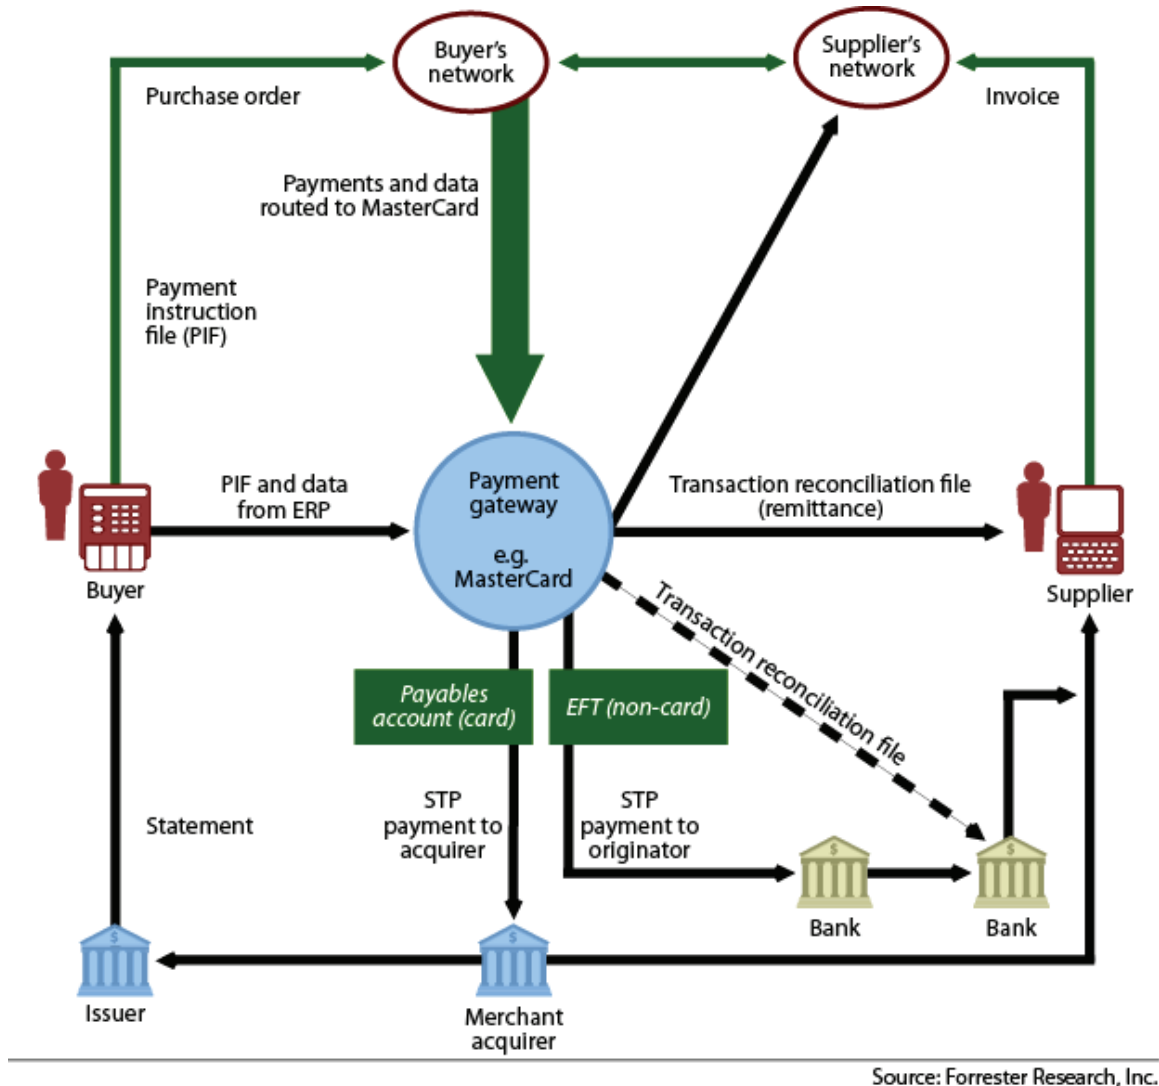 Buyer's
network
Supplier's
network
Purchase order
Invoice
Payments and data
routed to MasterCard
Payment
instruction
file (PIF)
PIF and data
from ERP
Payment
gateway
e.g.
MasterCard
Transaction reconciliation file
(remittance)
Buyer
Supplier
Transaction reconciliation file
Payables
account (card)
EFT (non-card)
Statement
STP
payment to
acquirer
STP
payment to
originator
$
$
Bank
Bank
$
$
Issuer
Merchant
acquirer
Source: Forrester Research, Inc.